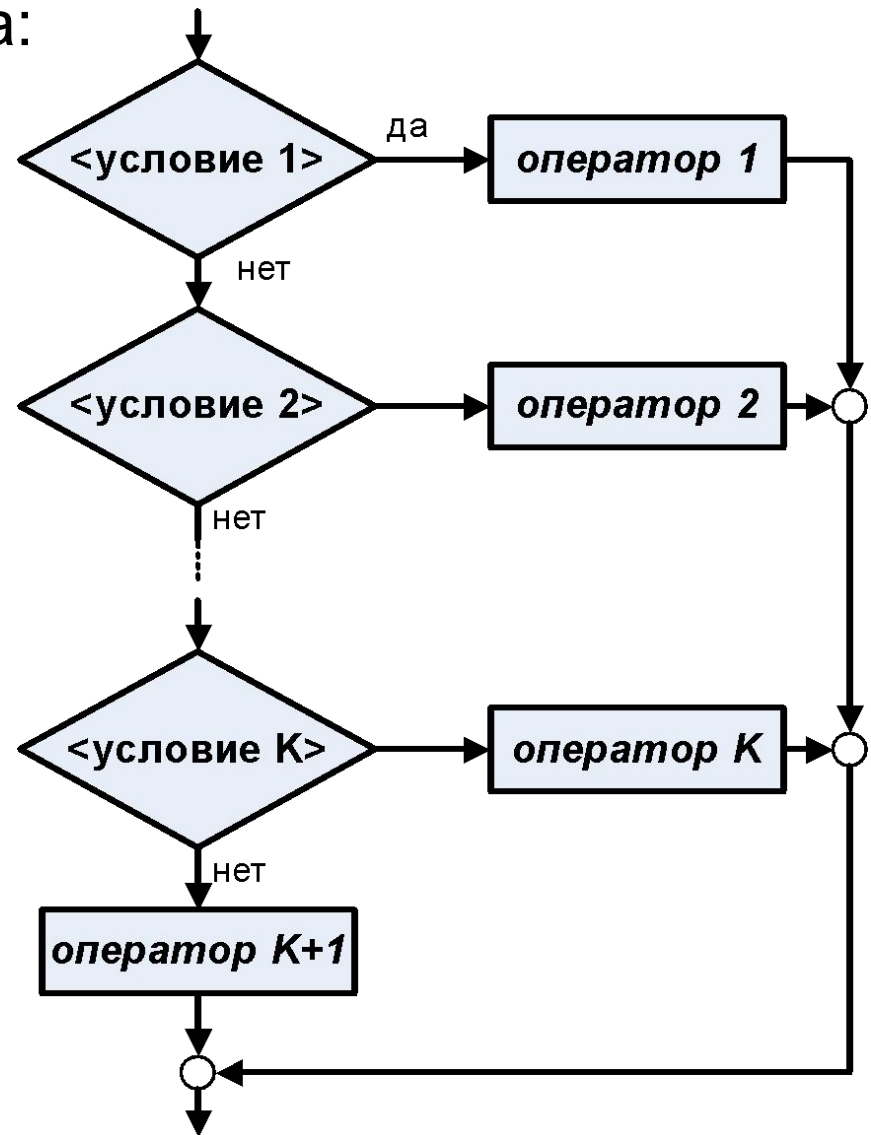 а:
<условие 1>
да
оператор 1
нет
<условие 2>
оператор 2
нет
<условие K>
оператор K
нет
оператор K+1